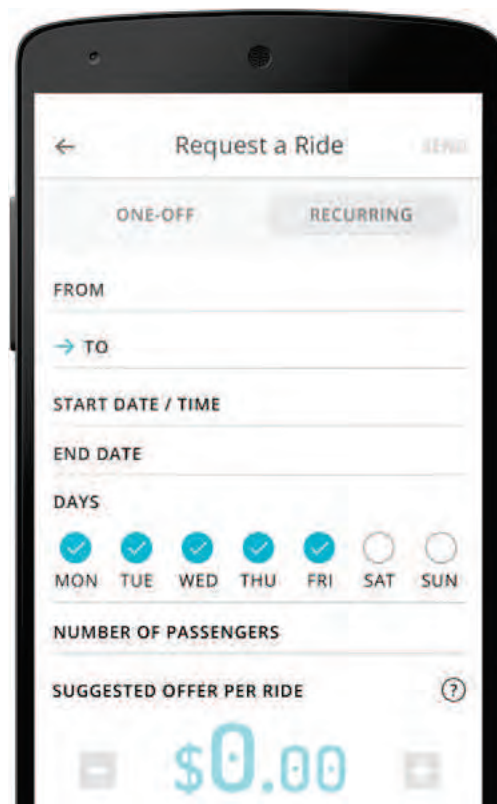 ← Request a Ride SEND
ONE-OFF RECURRING
FROM
→ TO
START DATE / TIME
END DATE
DAYS
MON TUE WED THU FRI SAT SUN
NUMBER OF PASSENGERS
SUGGESTED OFFER PER RIDE ?
- $0.00 +